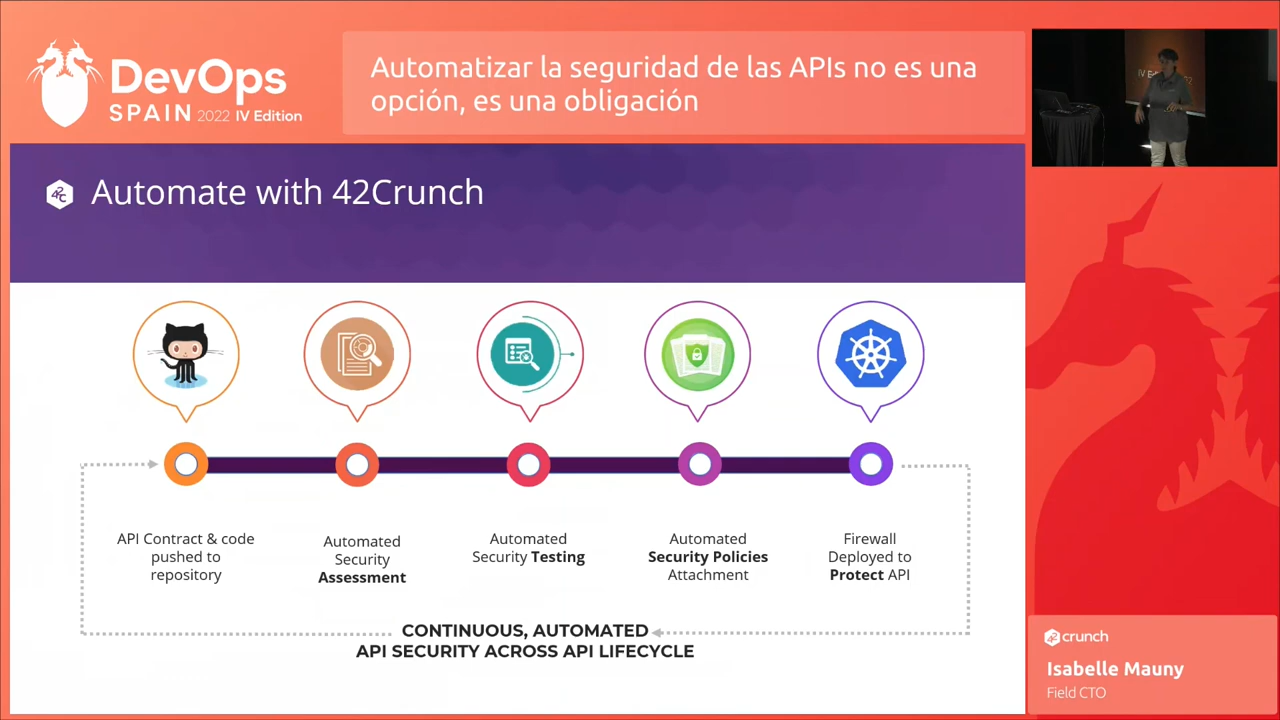 DevOps
SPAIN 2022 IV Edition
Automatizar la seguridad de las APIs no es una
opción, es una obligación
42C
Automate with 42Crunch
API Contract & code
pushed to
repository
Automated
Security
Assessment
Automated
Security Testing
Automated
Security Policies
Attachment
Firewall
Deployed to
Protect API
CONTINUOUS, AUTOMATED
API SECURITY ACROSS API LIFECYCLE
42crunch
Isabelle Mauny
Field CTO